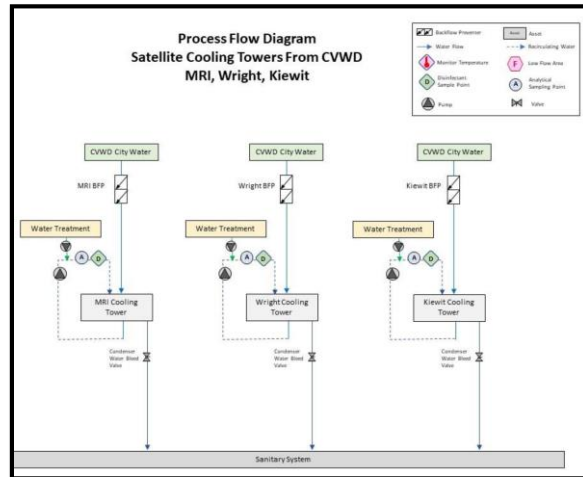 Process Flow Diagram
Satellite Cooling Towers From CVWD
MRI, Wright, Kiewit
Backflow Preventer
Asset
Asset
Water Flow
Recirculating Water
Monitor Temperature
F
Low Flow Area
D
Disinfectant
Sample Point
A
Analytical
Sampling Point
Pump
Valve
CVWD City Water
CVWD City Water
CVWD City Water
MRI BFP
Wright BFP
Kiewit BFP
Water Treatment
Water Treatment
Water Treatment
A
D
A
D
A
D
MRI Cooling
Tower
Wright Cooling
Tower
Kiewit Cooling
Tower
Condenser
Water Bleed
Valve
Condenser
Water Bleed
Valve
Condenser
Water Bleed
Valve
Sanitary System